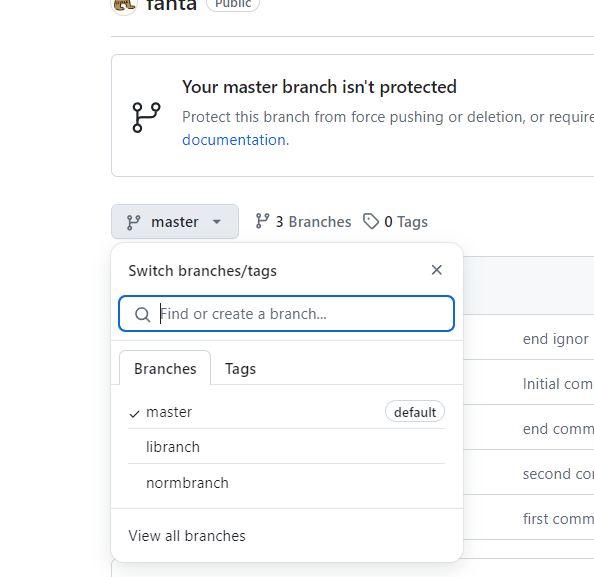 fanta Public
Your master branch isn't protected
Protect this branch from force pushing or deletion, or require
documentation.
master 3 Branches 0 Tags
Switch branches/tags
Find or create a branch...
Branches Tags
master default
libranch
normbranch
View all branches
end ignor
Initial com
end comm
second co
first comm